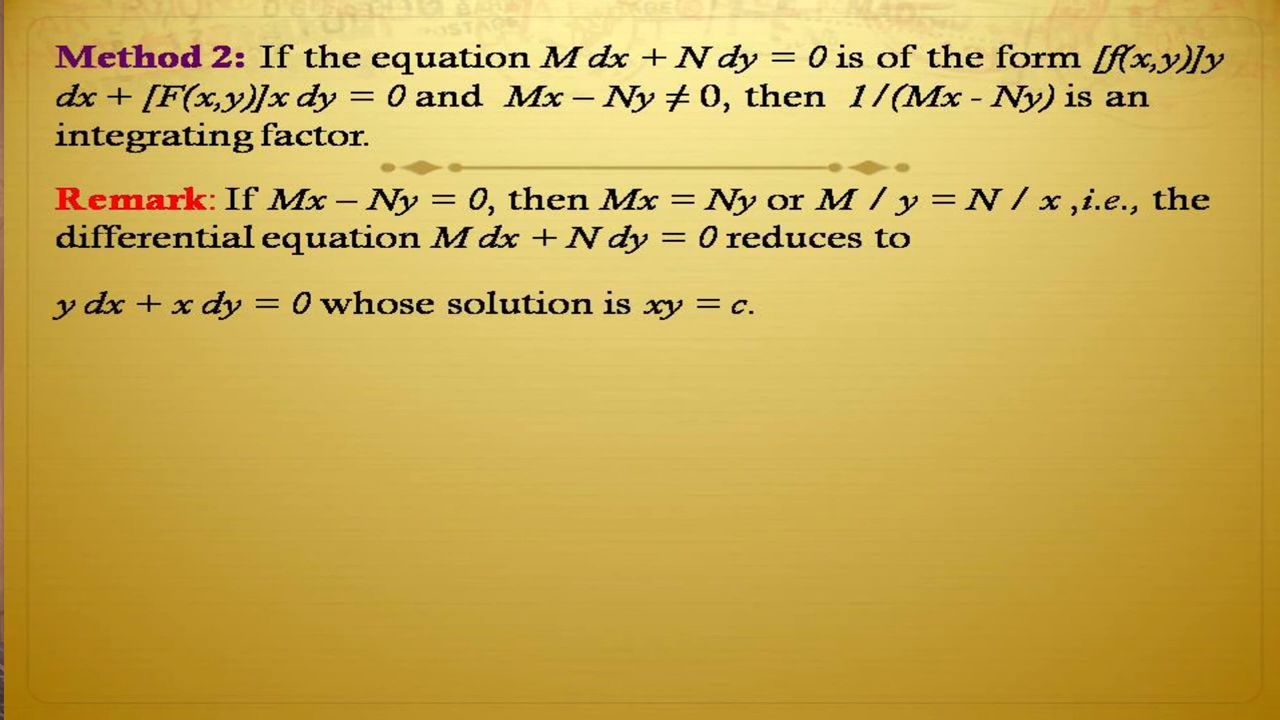 Method 2: If the equation M dx + N dy = 0 is of the form [f(x,y)]y
dx + [F(x,y)]x dy = 0 and Mx – Ny ≠ 0, then 1/(Mx - Ny) is an
integrating factor.
Remark: If Mx – Ny = 0, then Mx = Ny or M / y = N / x ,i.e., the
differential equation M dx + N dy = 0 reduces to
y dx + x dy = 0 whose solution is xy = c.